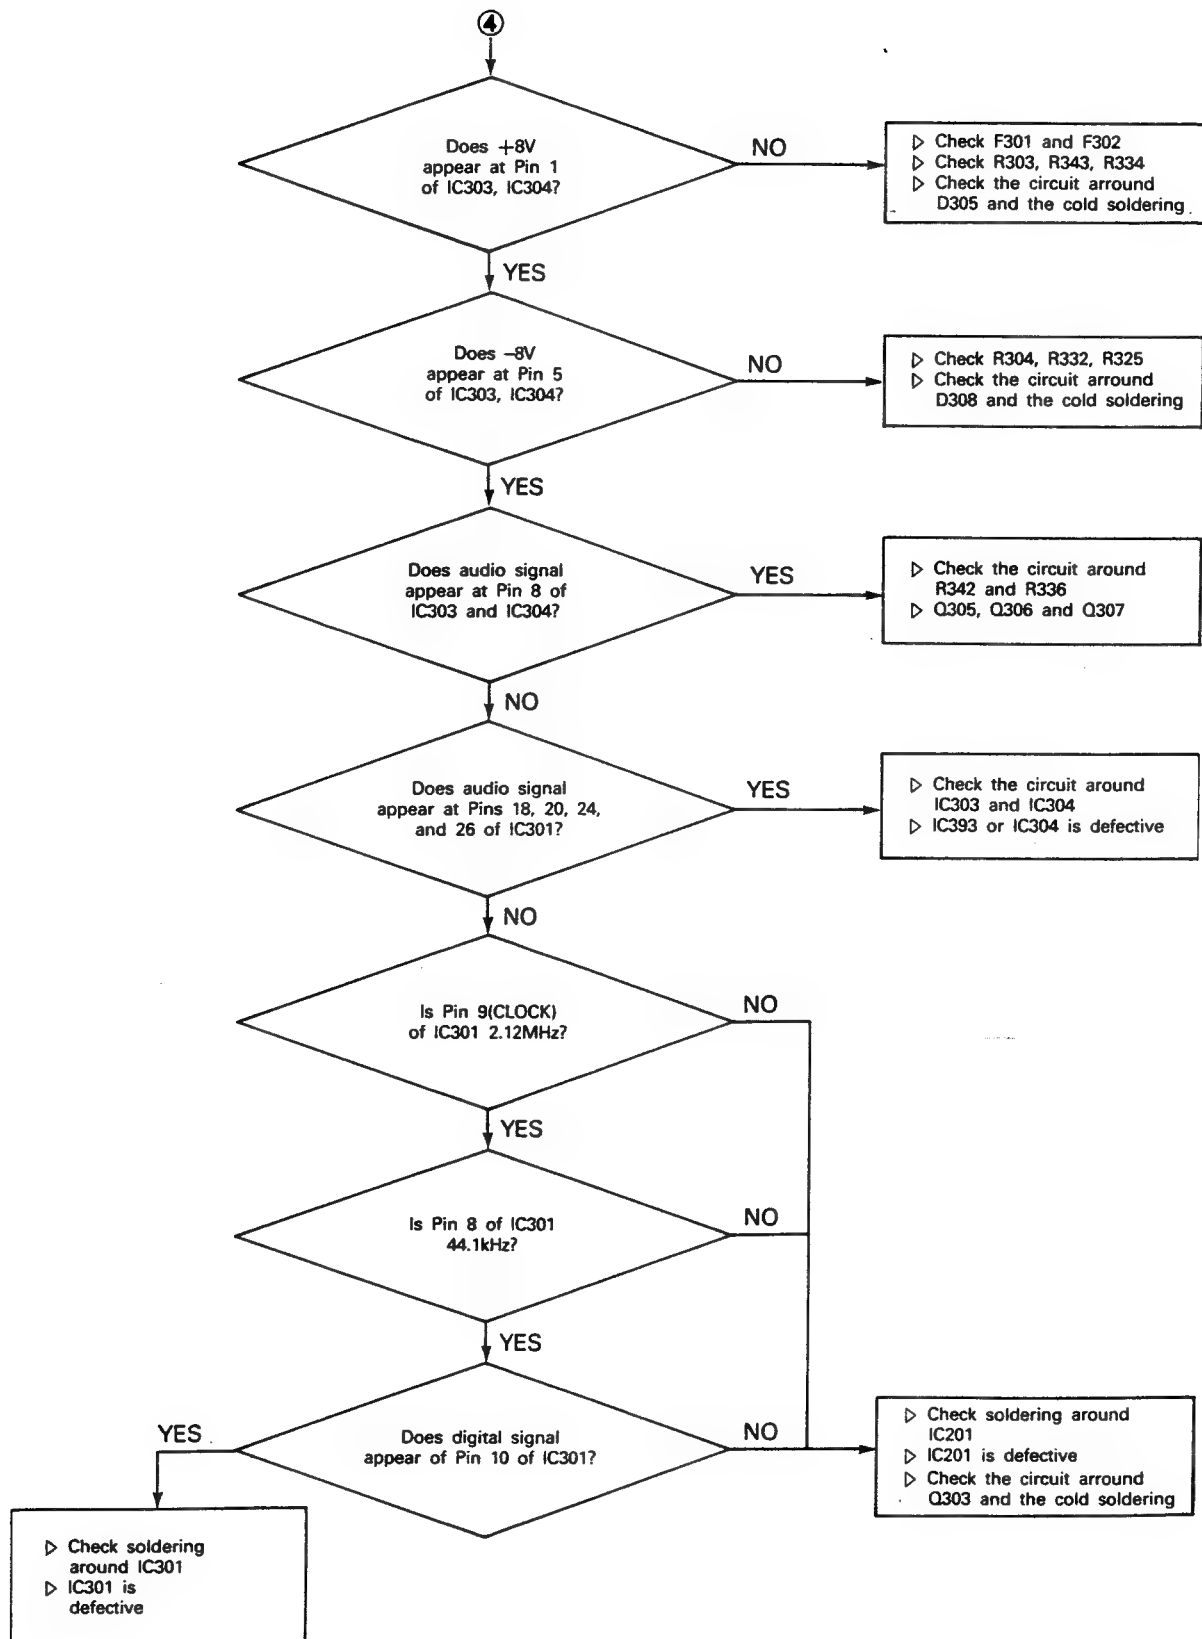 ④
Does +8V
appear at Pin 1
of IC303, IC304?
NO
▷ Check F301 and F302
▷ Check R303, R343, R334
▷ Check the circuit arround
D305 and the cold soldering
YES
Does –8V
appear at Pin 5
of IC303, IC304?
NO
▷ Check R304, R332, R325
▷ Check the circuit arround
D308 and the cold soldering
YES
Does audio signal
appear at Pin 8 of
IC303 and IC304?
YES
▷ Check the circuit around
R342 and R336
▷ Q305, Q306 and Q307
NO
Does audio signal
appear at Pins 18, 20, 24,
and 26 of IC301?
YES
▷ Check the circuit around
IC303 and IC304
▷ IC393 or IC304 is defective
NO
Is Pin 9(CLOCK)
of IC301 2.12MHz?
NO
YES
Is Pin 8 of IC301
44.1kHz?
NO
YES
Does digital signal
appear of Pin 10 of IC301?
YES
NO
▷ Check soldering around
IC201
▷ IC201 is defective
▷ Check the circuit arround
Q303 and the cold soldering
▷ Check soldering
around IC301
▷ IC301 is
defective